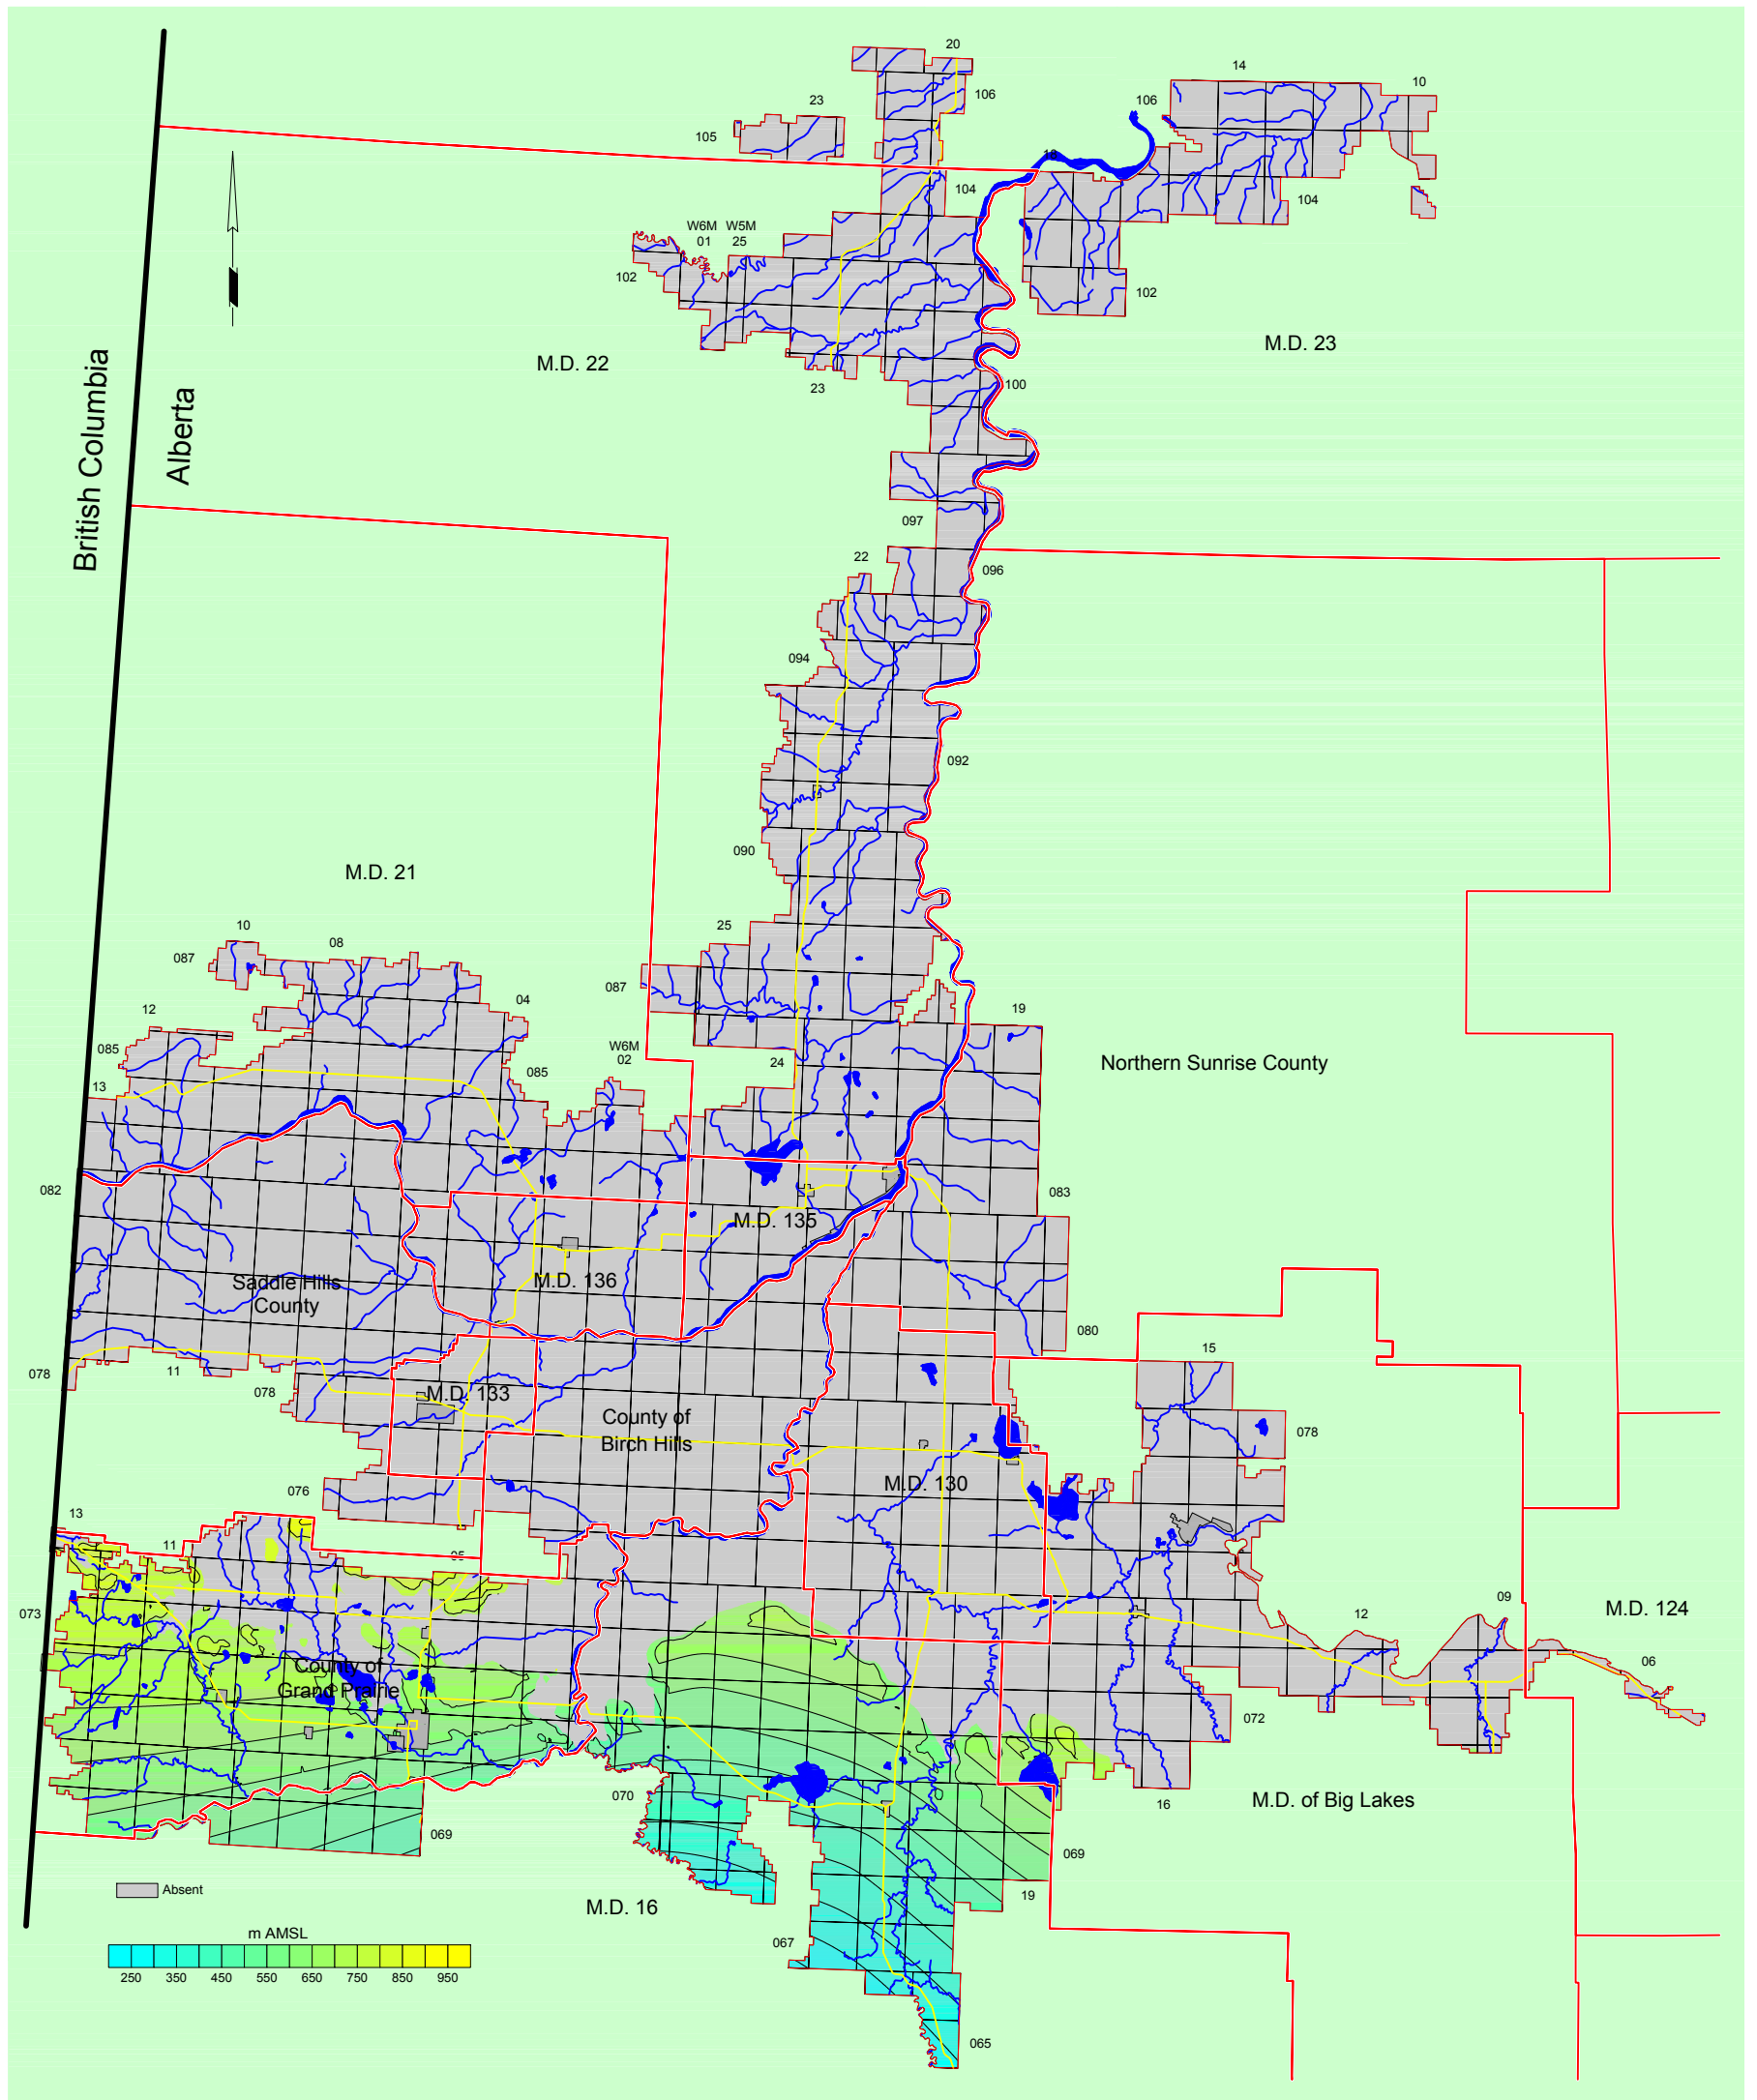 20
14
10
106
106
23
105
18
104
104
W6M W5M
01 25
102
102
M.D. 23
M.D. 22
British Columbia
Alberta
23
100
097
096
22
094
092
090
M.D. 21
25
10
08
087
087
04
12
19
W6M
02
085
24
085
Northern Sunrise County
13
082
083
M.D. 135
Saddle Hills
County
M.D. 136
080
15
078
11
078
M.D. 133
County of
Birch Hills
078
076
M.D. 130
13
11
05
073
09
12
M.D. 124
06
County of
Grand Prairie
072
070
16
M.D. of Big Lakes
069
069
19
Absent
M.D. 16
m AMSL
067
250 350 450 550 650 750 850 950
065